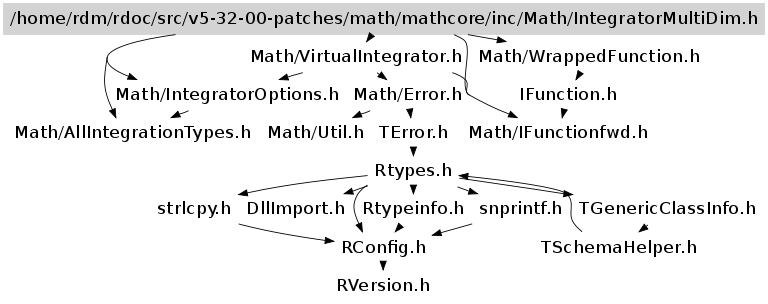 /home/rdm/rdoc/src/v5-32-00-patches/math/mathcore/inc/Math/IntegratorMultiDim.h
Math/VirtualIntegrator.h Math/WrappedFunction.h
Math/IntegratorOptions.h Math/Error.h IFunction.h
Math/AllIntegrationTypes.h Math/Util.h TError.h Math/IFunctionfwd.h
Rtypes.h
strlcpy.h DllImport.h Rtypeinfo.h snprintf.h TGenericClassInfo.h
RConfig.h TSchemaHelper.h
RVersion.h